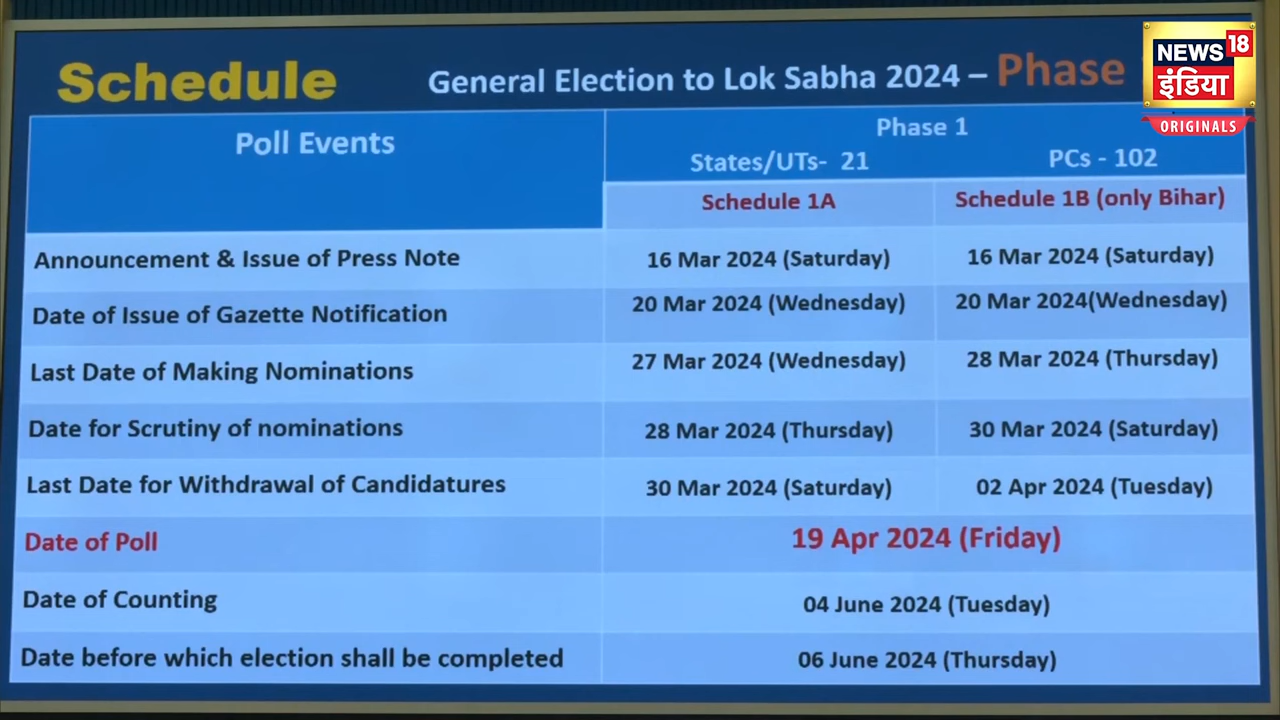 Schedule
General Election to Lok Sabha 2024 – Phase
NEWS 18
इंडिया
ORIGINALS
Poll Events
Phase 1
States/UTs- 21 PCs - 102
Schedule 1A Schedule 1B (only Bihar)
Announcement & Issue of Press Note 16 Mar 2024 (Saturday) 16 Mar 2024 (Saturday)
Date of Issue of Gazette Notification 20 Mar 2024 (Wednesday) 20 Mar 2024(Wednesday)
Last Date of Making Nominations 27 Mar 2024 (Wednesday) 28 Mar 2024 (Thursday)
Date for Scrutiny of nominations 28 Mar 2024 (Thursday) 30 Mar 2024 (Saturday)
Last Date for Withdrawal of Candidatures 30 Mar 2024 (Saturday) 02 Apr 2024 (Tuesday)
Date of Poll 19 Apr 2024 (Friday)
Date of Counting 04 June 2024 (Tuesday)
Date before which election shall be completed 06 June 2024 (Thursday)